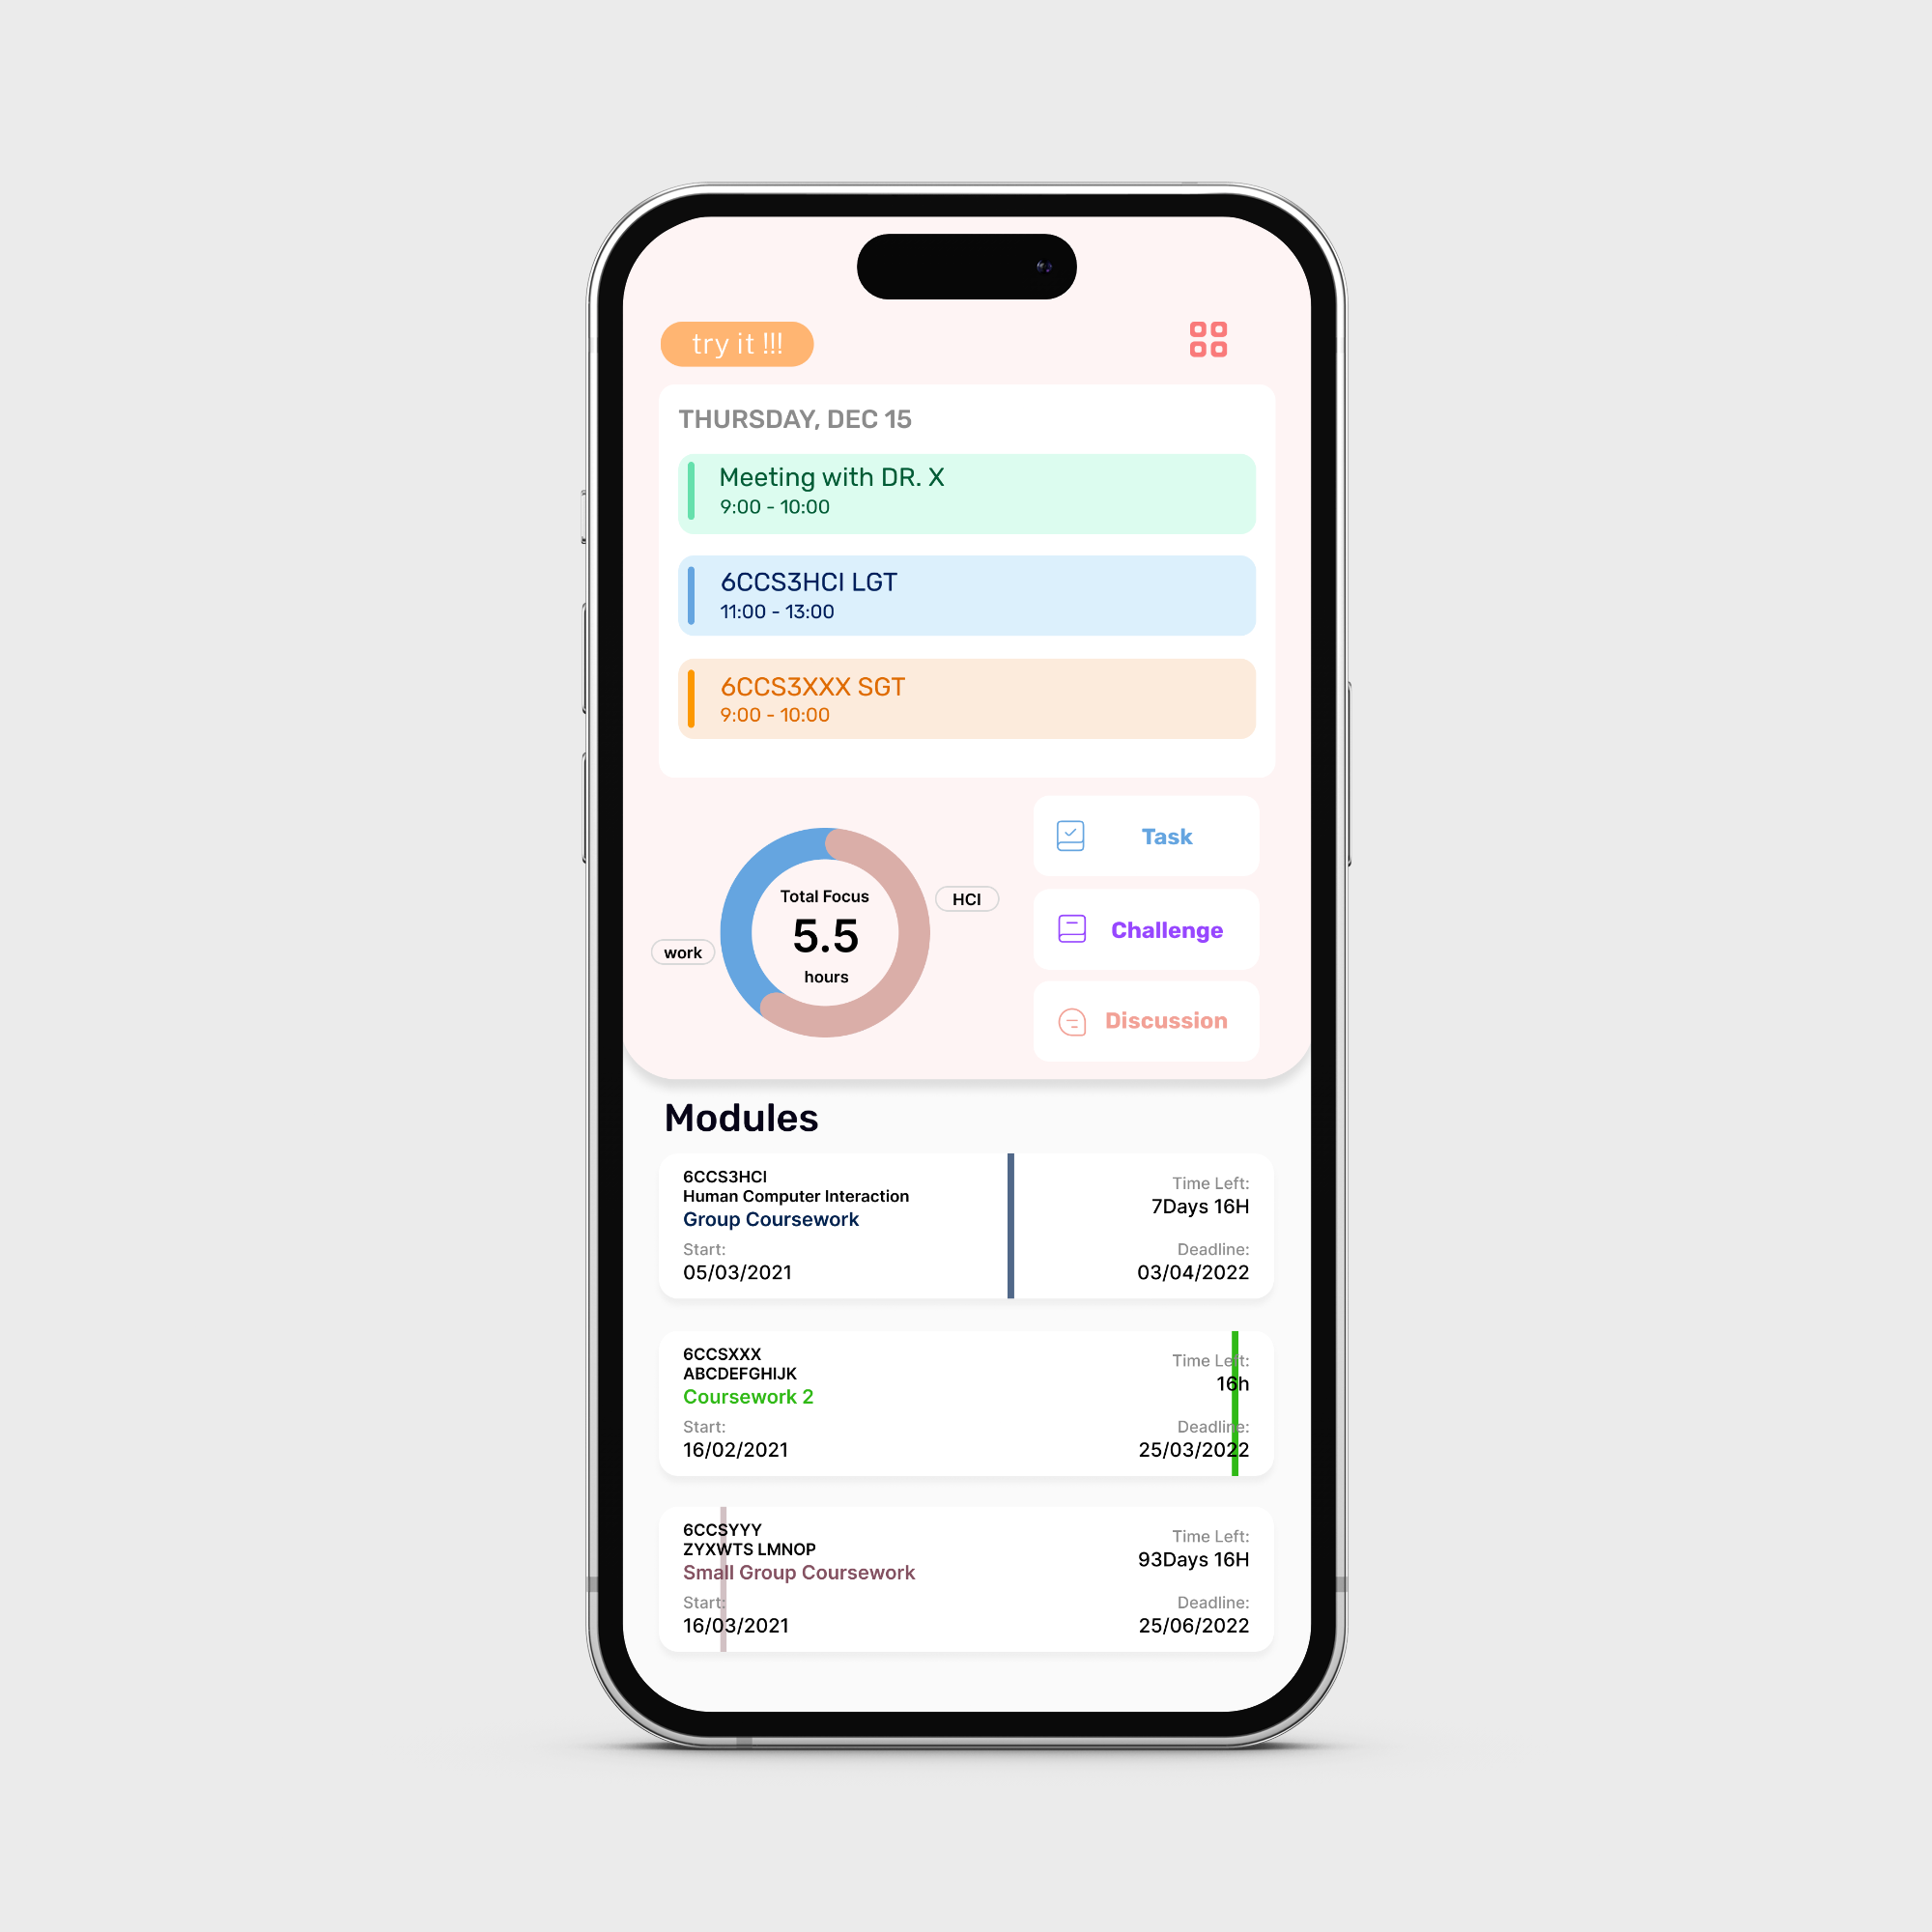 try it !!!
THURSDAY, DEC 15
Meeting with DR. X
9:00 - 10:00
6CCS3HCI LGT
11:00 - 13:00
6CCS3XXX SGT
9:00 - 10:00
Total Focus
5.5
hours
work
HCI
Task
Challenge
Discussion
Modules
6CCS3HCI
Human Computer Interaction
Group Coursework
Start:
05/03/2021
Time Left:
7Days 16H
Deadline:
03/04/2022
6CCSXXX
ABCDEFGHIJK
Coursework 2
Start:
16/02/2021
Time Left:
16h
Deadline:
25/03/2022
6CCSYYY
ZYXWTS LMNOP
Small Group Coursework
Start:
16/03/2021
Time Left:
93Days 16H
Deadline:
25/06/2022